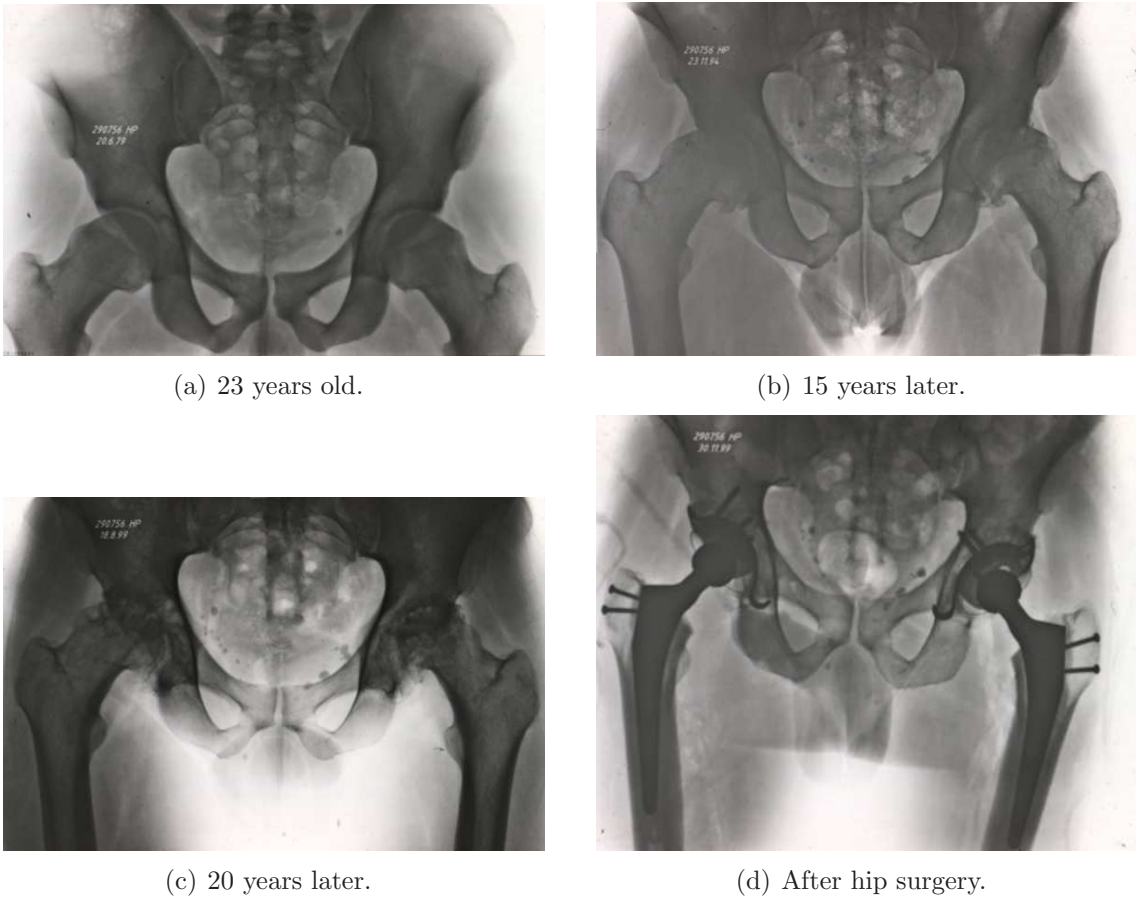 290756 HP
20.6.79
290756 HP
23.11.94
(a) 23 years old.
(b) 15 years later.
290756 HP
18.8.99
290756 HP
30.11.99
(c) 20 years later.
(d) After hip surgery.